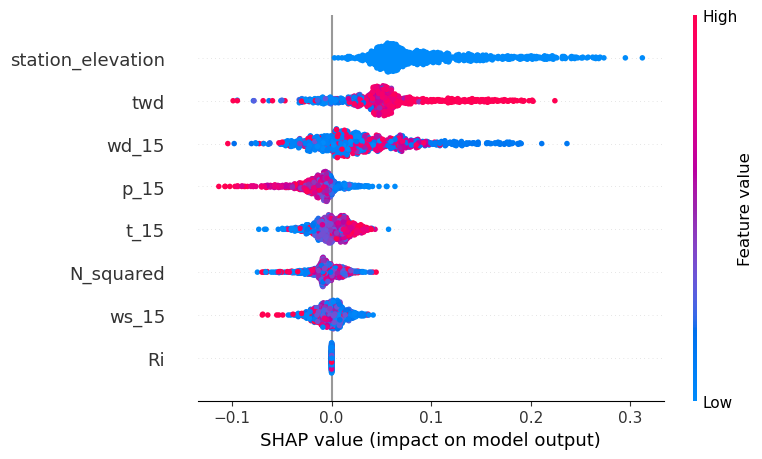 High
station_elevation
twd
wd_15
p_15
t_15
N_squared
ws_15
Ri
Feature value
Low
−0.1 0.0 0.1 0.2 0.3
SHAP value (impact on model output)